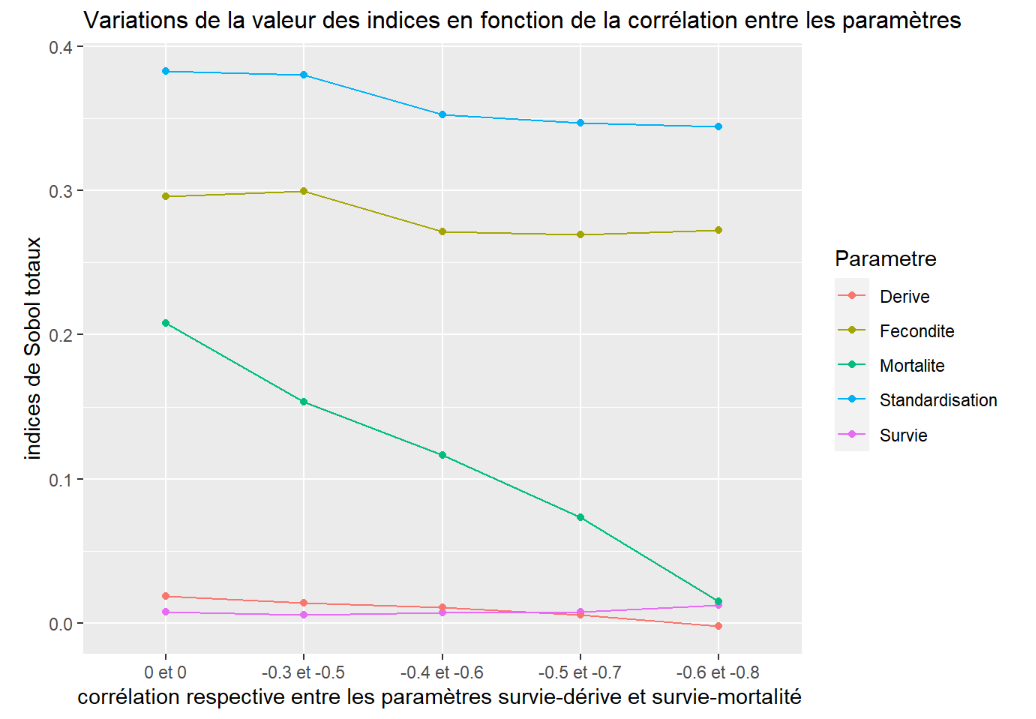 Variations de la valeur des indices en fonction de la corrélation entre les paramètres
indices de Sobol totaux
0.4
0.3
0.2
0.1
0.0
0 et 0
-0.3 et -0.5
-0.4 et -0.6
-0.5 et -0.7
-0.6 et -0.8
corrélation respective entre les paramètres survie-dérive et survie-mortalité
Parametre
Derive
Fecondite
Mortalite
Standardisation
Survie